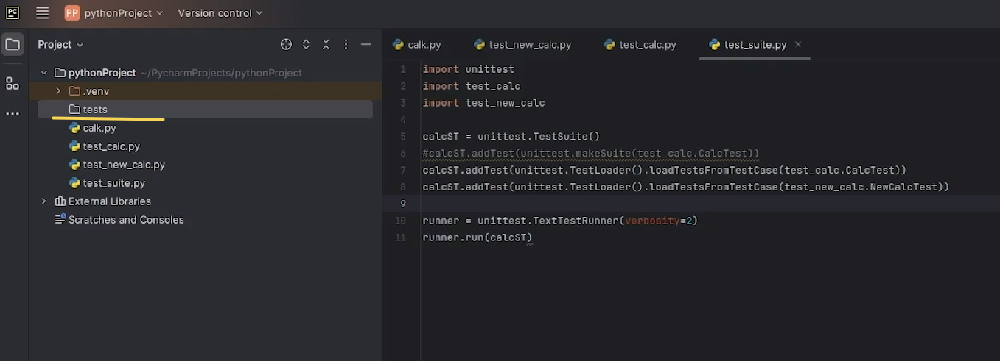 PC
PP pythonProject Version control
Project
pythonProject ~/PycharmProjects/pythonProject
.venv
tests
calk.py
test_calc.py
test_new_calc.py
test_suite.py
External Libraries
Scratches and Consoles
calk.py test_new_calc.py test_calc.py test_suite.py
1 import unittest
2 import test_calc
3 import test_new_calc
4
5 calcST = unittest.TestSuite()
6 #calcST.addTest(unittest.makeSuite(test_calc.CalcTest))
7 calcST.addTest(unittest.TestLoader().loadTestsFromTestCase(test_calc.CalcTest))
8 calcST.addTest(unittest.TestLoader().loadTestsFromTestCase(test_new_calc.NewCalcTest))
9
10 runner = unittest.TextTestRunner(verbosity=2)
11 runner.run(calcST)